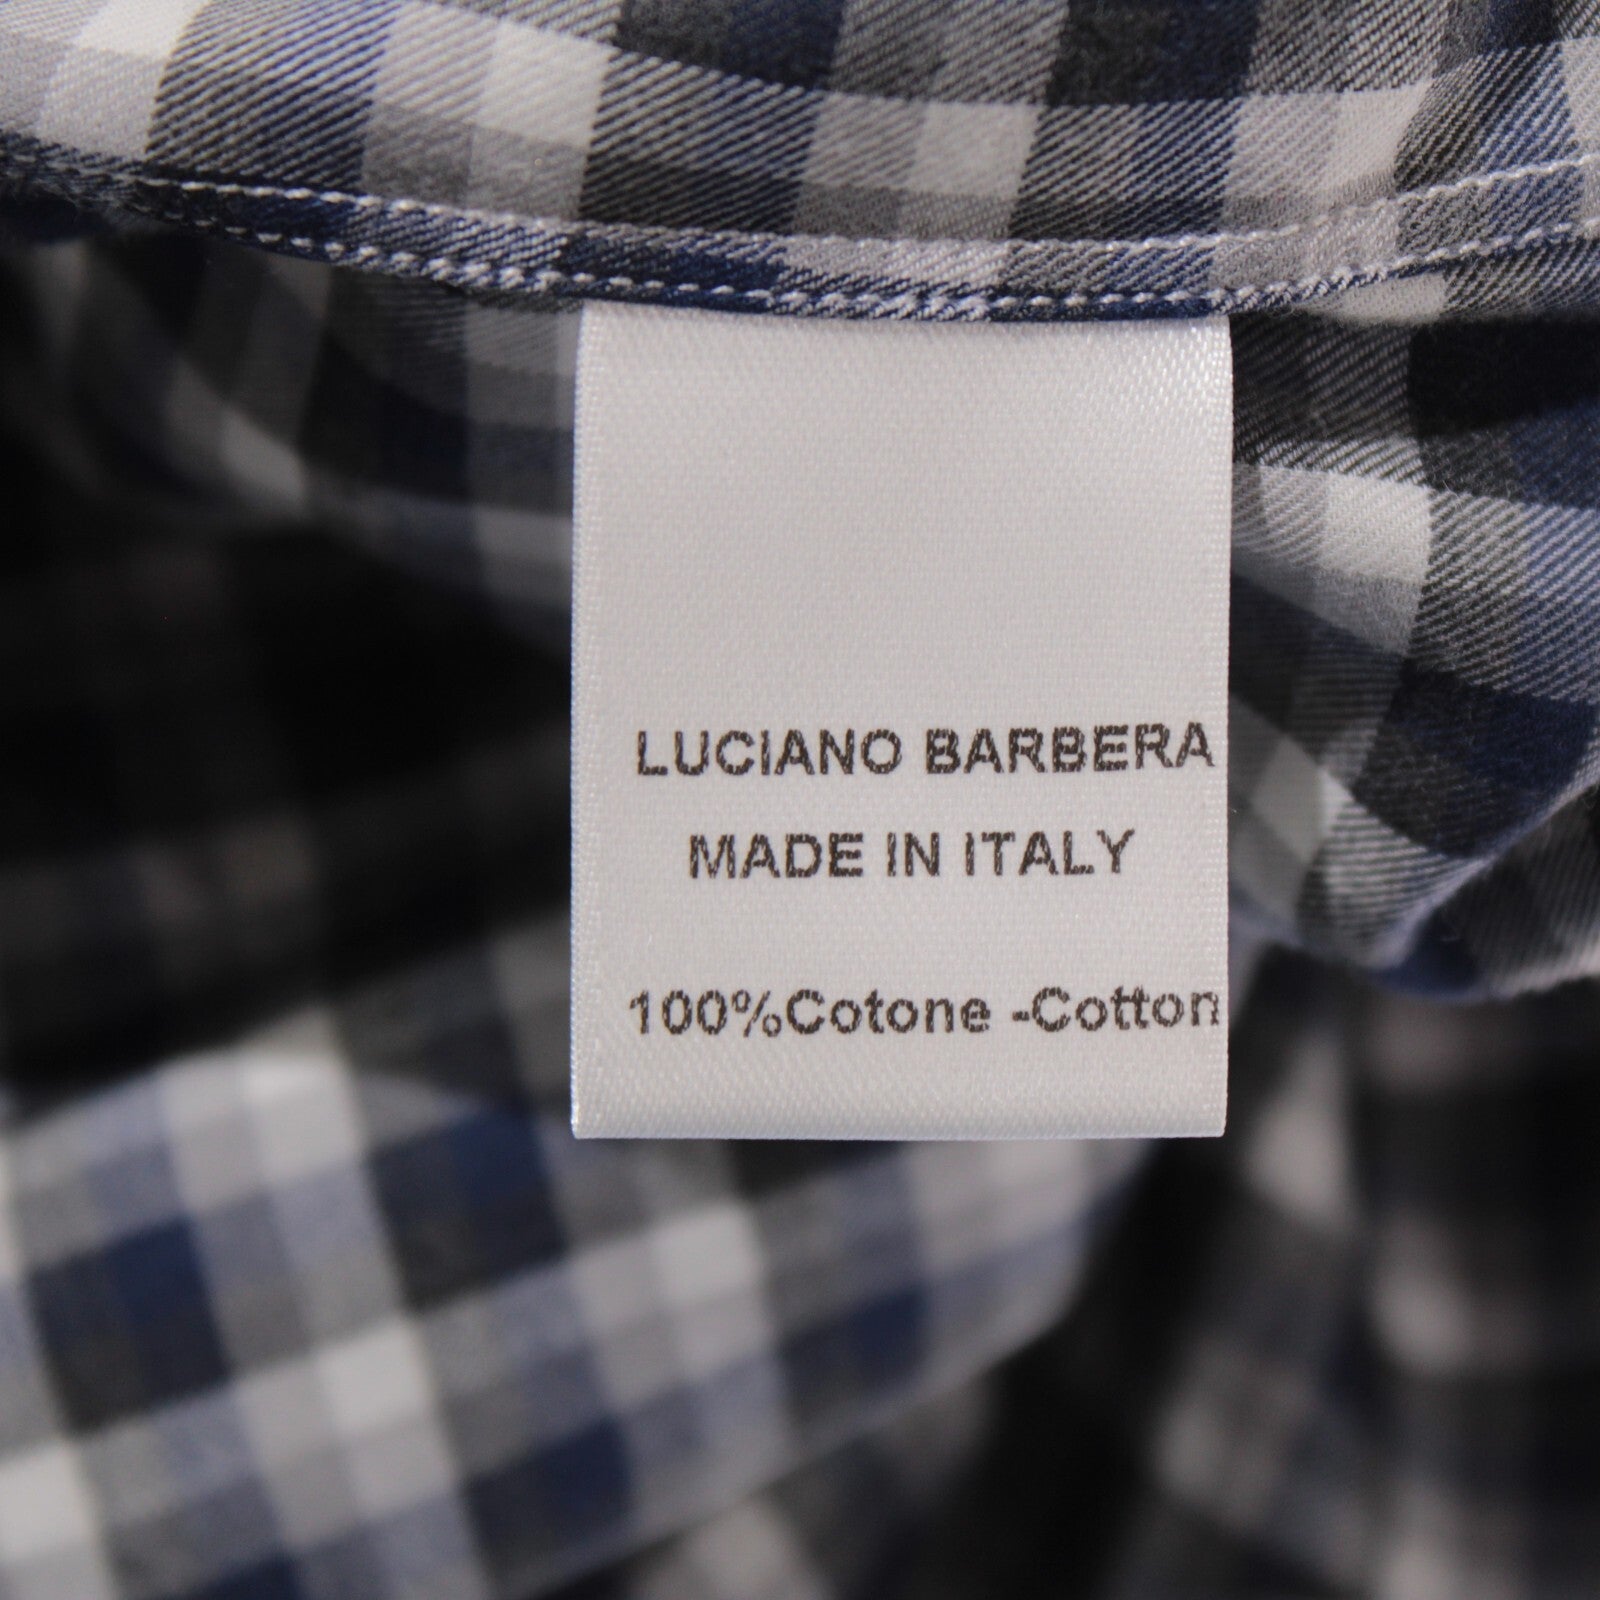 LUCIANO BARBERA
MADE IN ITALY
100%Cotone -Cotton